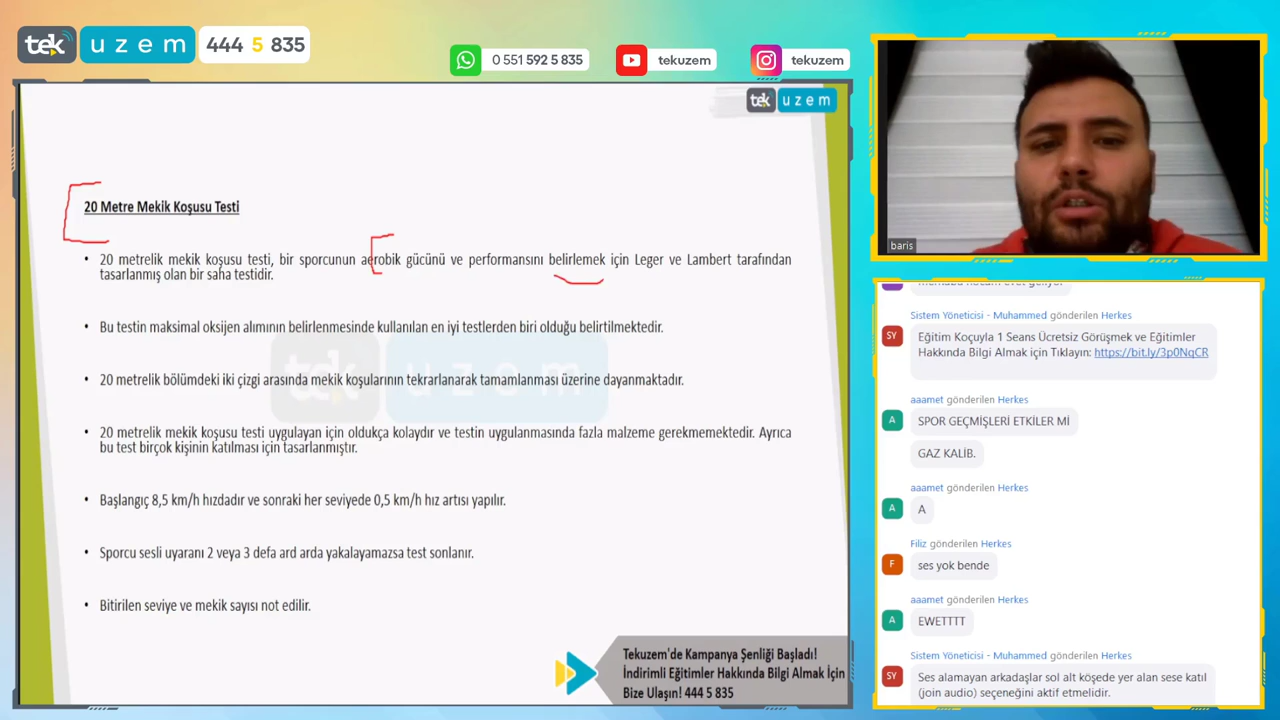 tek uzem 444 5 835
0 551 592 5 835
tekuzem
tekuzem
tek uzem
20 Metre Mekik Koşusu Testi
• 20 metrelik mekik koşusu testi, bir sporcunun aerobik gücünü ve performansını belirlemek için Leger ve Lambert tarafından
tasarlanmış olan bir saha testidir.
• Bu testin maksimal oksijen alımının belirlenmesinde kullanılan en iyi testlerden biri olduğu belirtilmektedir.
tek uzem
• 20 metrelik bölümdeki iki çizgi arasında mekik koşularının tekrarlanarak tamamlanması üzerine dayanmaktadır.
• 20 metrelik mekik koşusu testi uygulayan için oldukça kolaydır ve testin uygulanmasında fazla malzeme gerekmemektedir. Ayrıca
bu test birçok kişinin katılması için tasarlanmıştır.
• Başlangıç 8,5 km/h hızdadır ve sonraki her seviyede 0,5 km/h hız artısı yapılır.
• Sporcu sesli uyaranı 2 veya 3 defa ard arda yakalayamazsa test sonlanır.
• Bitirilen seviye ve mekik sayısı not edilir.
Tekuzem'de Kampanya Şenliği Başladı!
İndirimli Eğitimler Hakkında Bilgi Almak İçin
Bize Ulaşın! 444 5 835
baris
Sistem Yöneticisi - Muhammed gönderilen Herkes
SY
Eğitim Koçuyla 1 Seans Ücretsiz Görüşmek ve Eğitimler
Hakkında Bilgi Almak için Tıklayın: https://bit.ly/3p0NqCR
aaamet gönderilen Herkes
A
SPOR GEÇMİŞLERİ ETKİLER Mİ
GAZ KALİB.
aaamet gönderilen Herkes
A
A
Filiz gönderilen Herkes
F
ses yok bende
aaamet gönderilen Herkes
A
EWETTTT
Sistem Yöneticisi - Muhammed gönderilen Herkes
SY
Ses alamayan arkadaşlar sol alt köşede yer alan sese katıl
(join audio) seçeneğini aktif etmelidir.